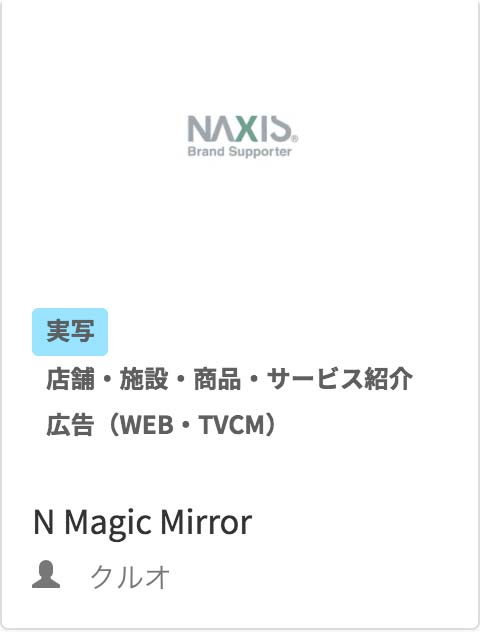 NAXIS®
Brand Supporter
実写
店舗・施設・商品・サービス紹介
広告（WEB・TVCM）
N Magic Mirror
クルオ